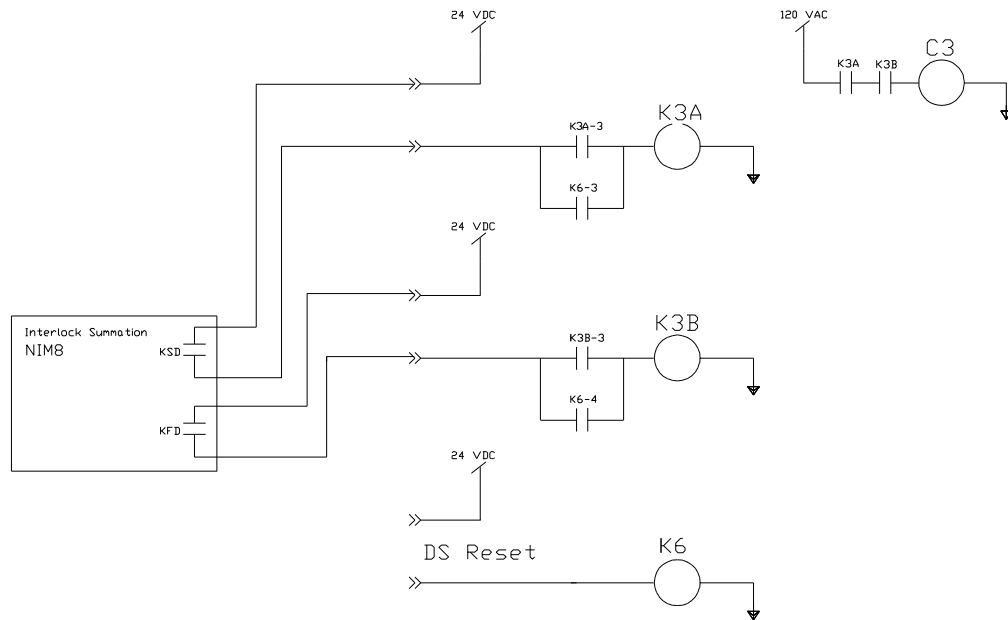 24 VDC
120 VAC
C3
K3A
K3B
K3A
K3A-3
K6-3
24 VDC
Interlock Summation
NIM8
KSD
K3B
K3B-3
K6-4
KFD
24 VDC
DS Reset
K6